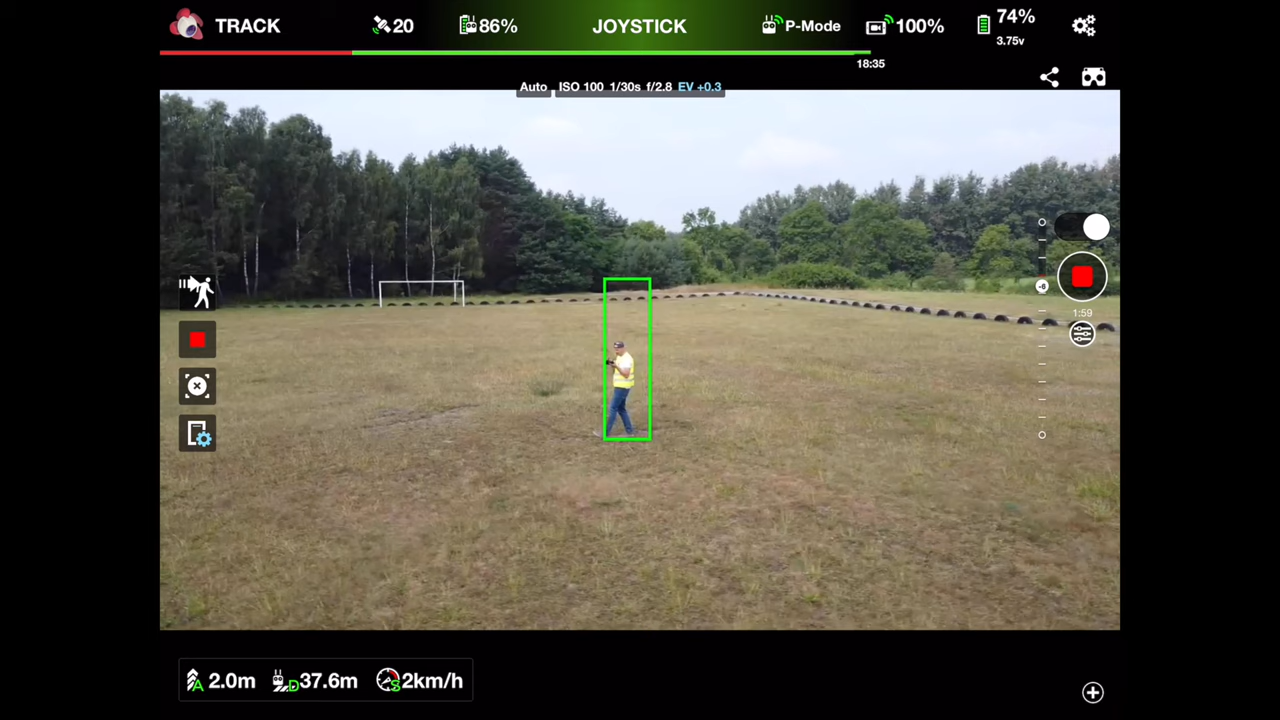 TRACK
20
86%
JOYSTICK
P-Mode
100%
74%
3.75v
18:35
Auto
ISO 100 1/30s f/2.8 EV +0.3
-6
1:59
A 2.0m
D 37.6m
S 2km/h